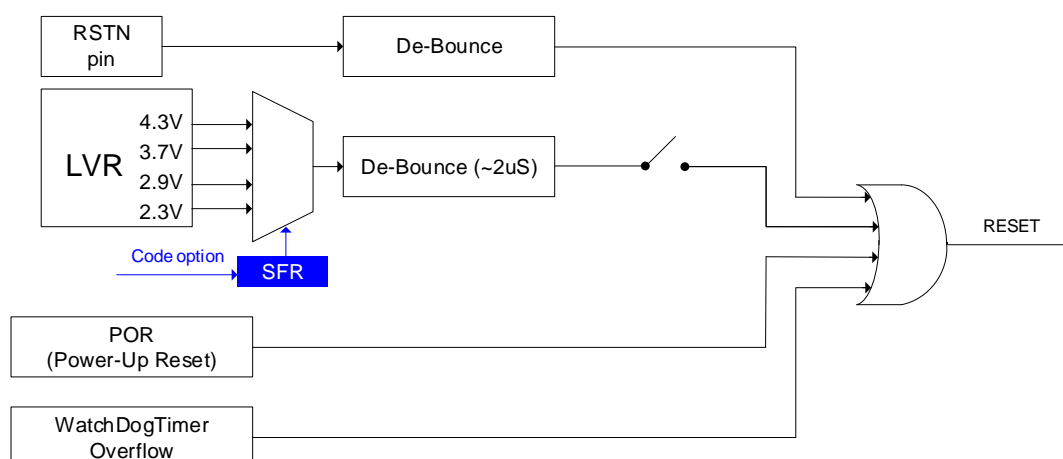 RSTN
pin
De-Bounce
4.3V
3.7V
LVR
2.9V
2.3V
De-Bounce (~2uS)
Code option
SFR
RESET
POR
(Power-Up Reset)
WatchDogTimer
Overflow